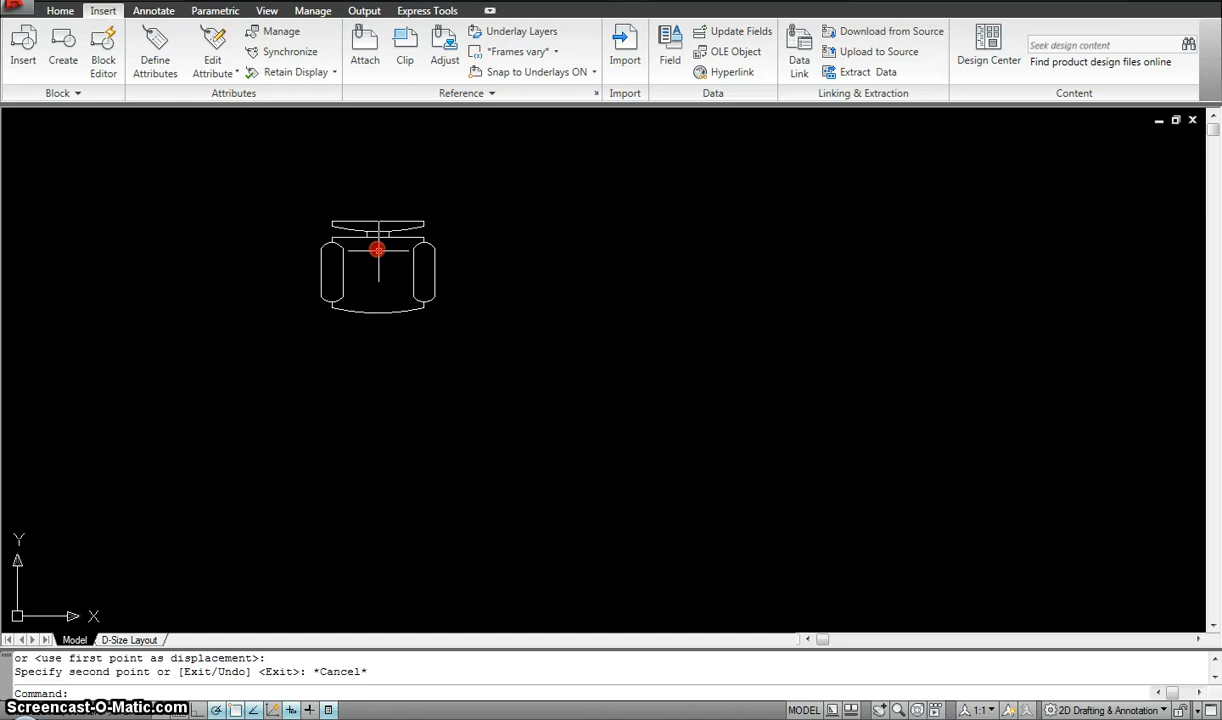 Home Insert Annotate Parametric View Manage Output Express Tools
Insert Create Block Editor Define Attributes Edit Attribute Manage Synchronize Retain Display
Attach Clip Adjust Underlay Layers *Frames vary* Snap to Underlays ON
Import Field Update Fields OLE Object Hyperlink
Data Link Download from Source Upload to Source Extract Data
Design Center Seek design content Find product design files online
Block Attributes Reference Import Data Linking & Extraction Content
Y
X
Model D-Size Layout
or <use first point as displacement>:
Specify second point or [Exit/Undo] <Exit>: *Cancel*
Command:
Screencast-O-Matic.com MODEL 1:1 2D Drafting & Annotation